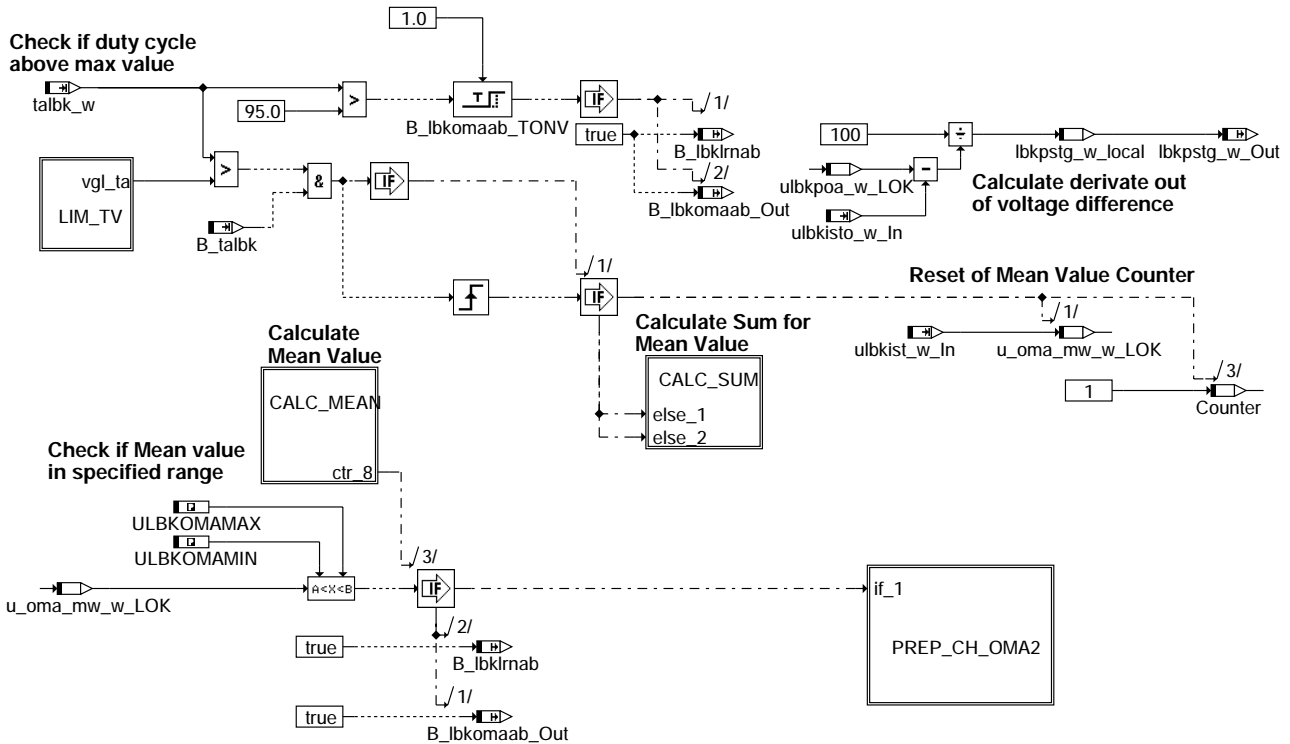 1.0
Check if duty cycle
above max value
talbk_w
>
95.0
T
B_lbkomaab_TONV
IF
/1/
true
B_lbklrnab
/2/
B_lbkomaab_Out
100
÷
lbkpstg_w_local
lbkpstg_w_Out
ulbkpoa_w_LOK
-
ulbkisto_w_In
Calculate derivate out
of voltage difference
vgl_ta
LIM_TV
>
&
IF
B_talbk
/1/
IF
Reset of Mean Value Counter
/1/
ulbkist_w_In
u_oma_mw_w_LOK
/3/
1
Counter
Calculate Sum for
Mean Value
CALC_SUM
else_1
else_2
Calculate
Mean Value
CALC_MEAN
ctr_8
Check if Mean value
in specified range
ULBKOMAMAX
ULBKOMAMIN
/3/
u_oma_mw_w_LOK
A<X<B
IF
if_1
PREP_CH_OMA2
/2/
true
B_lbklrnab
/1/
true
B_lbkomaab_Out